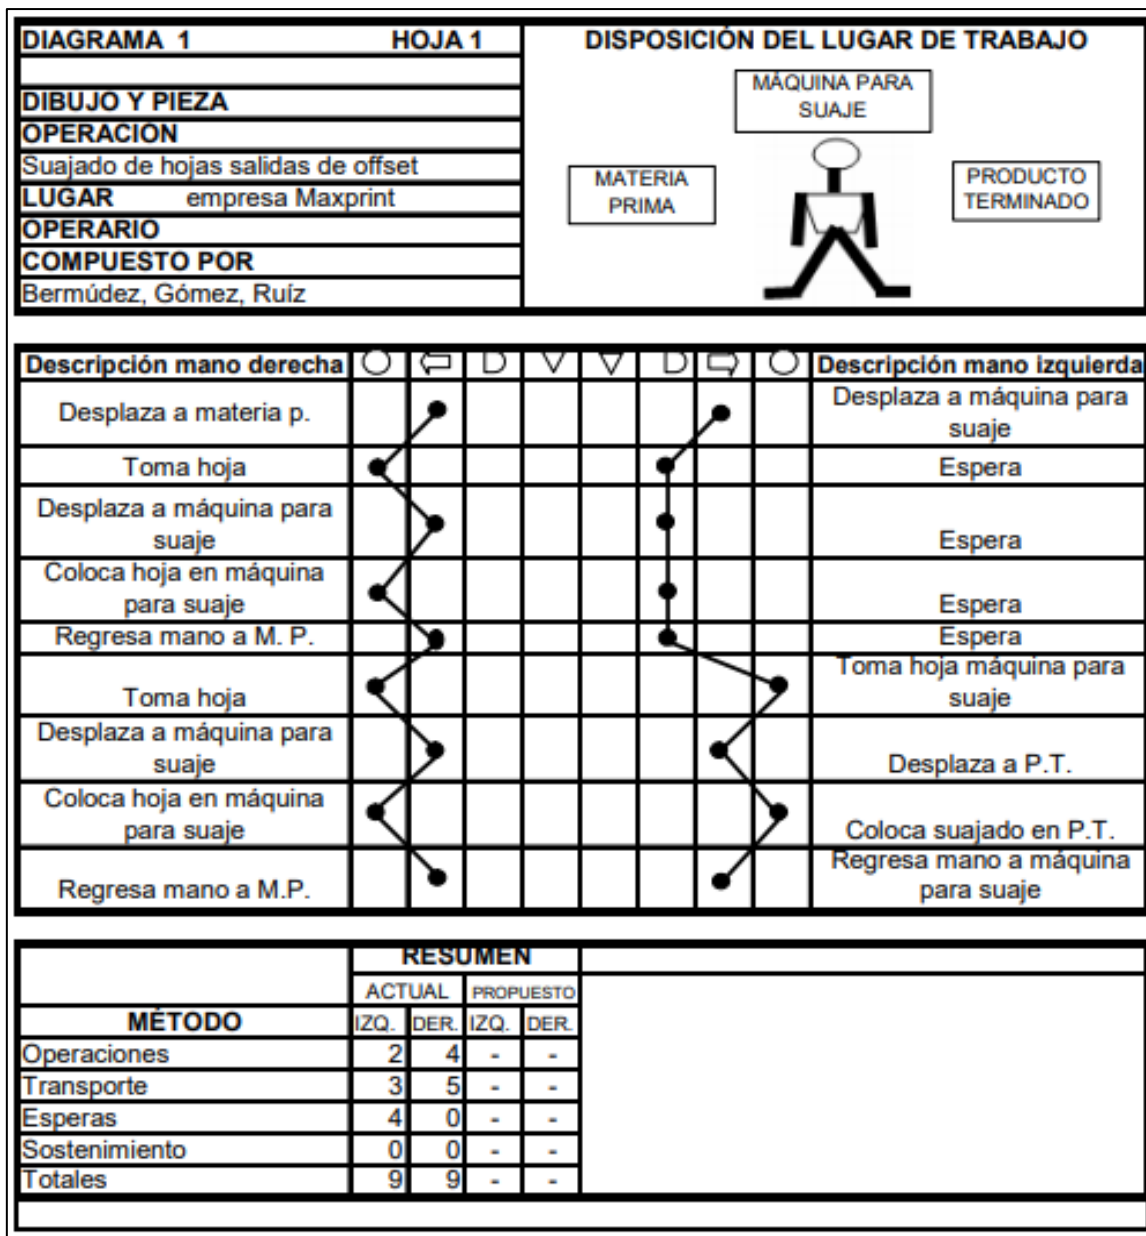 DIAGRAMA 1 HOJA 1
DIBUJO Y PIEZA
OPERACIÓN
Suajado de hojas salidas de offset
LUGAR empresa Maxprint
OPERARIO
COMPUESTO POR
Bermúdez, Gómez, Ruíz
DISPOSICIÓN DEL LUGAR DE TRABAJO
MÁQUINA PARA
SUAJE
MATERIA
PRIMA
PRODUCTO
TERMINADO
Descripción mano derecha D D Descripción mano izquierda
Desplaza a materia p.
Desplaza a máquina para
suaje
Toma hoja Espera
Desplaza a máquina para
suaje Espera
Coloca hoja en máquina
para suaje Espera
Regresa mano a M. P. Espera
Toma hoja máquina para
Toma hoja suaje
Desplaza a máquina para
suaje Desplaza a P.T.
Coloca hoja en máquina
para suaje Coloca suajado en P.T.
Regresa mano a máquina
Regresa mano a M.P. para suaje
RESUMEN
ACTUAL PROPUESTO
MÉTODO IZQ. DER. IZQ. DER.
Operaciones 2 4 - -
Transporte 3 5 - -
Esperas 4 0 - -
Sostenimiento 0 0 - -
Totales 9 9 - -